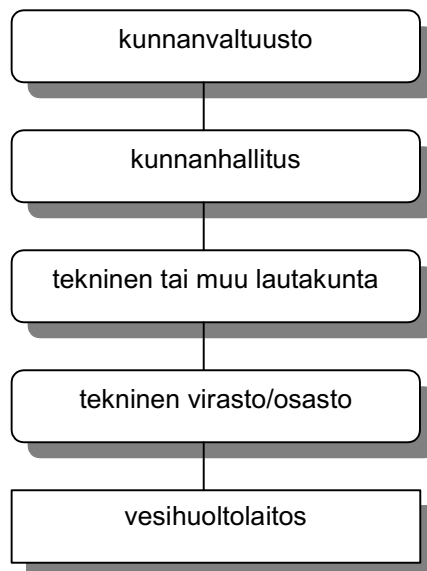 kunnanvaltuusto
kunnanhallitus
tekninen tai muu lautakunta
tekninen virasto/osasto
vesihuoltolaitos